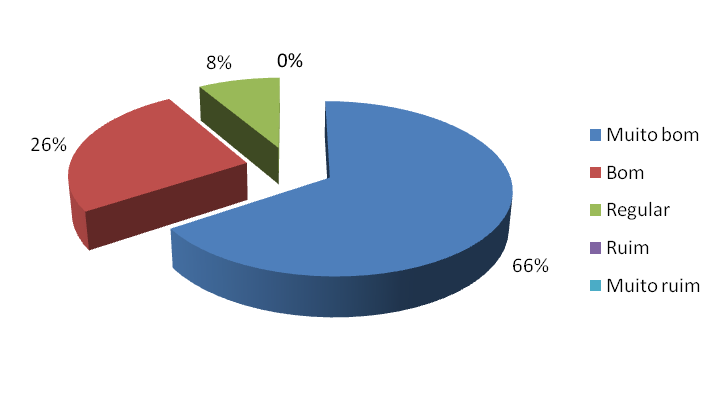 8%
0%
26%
66%
Muito bom
Bom
Regular
Ruim
Muito ruim